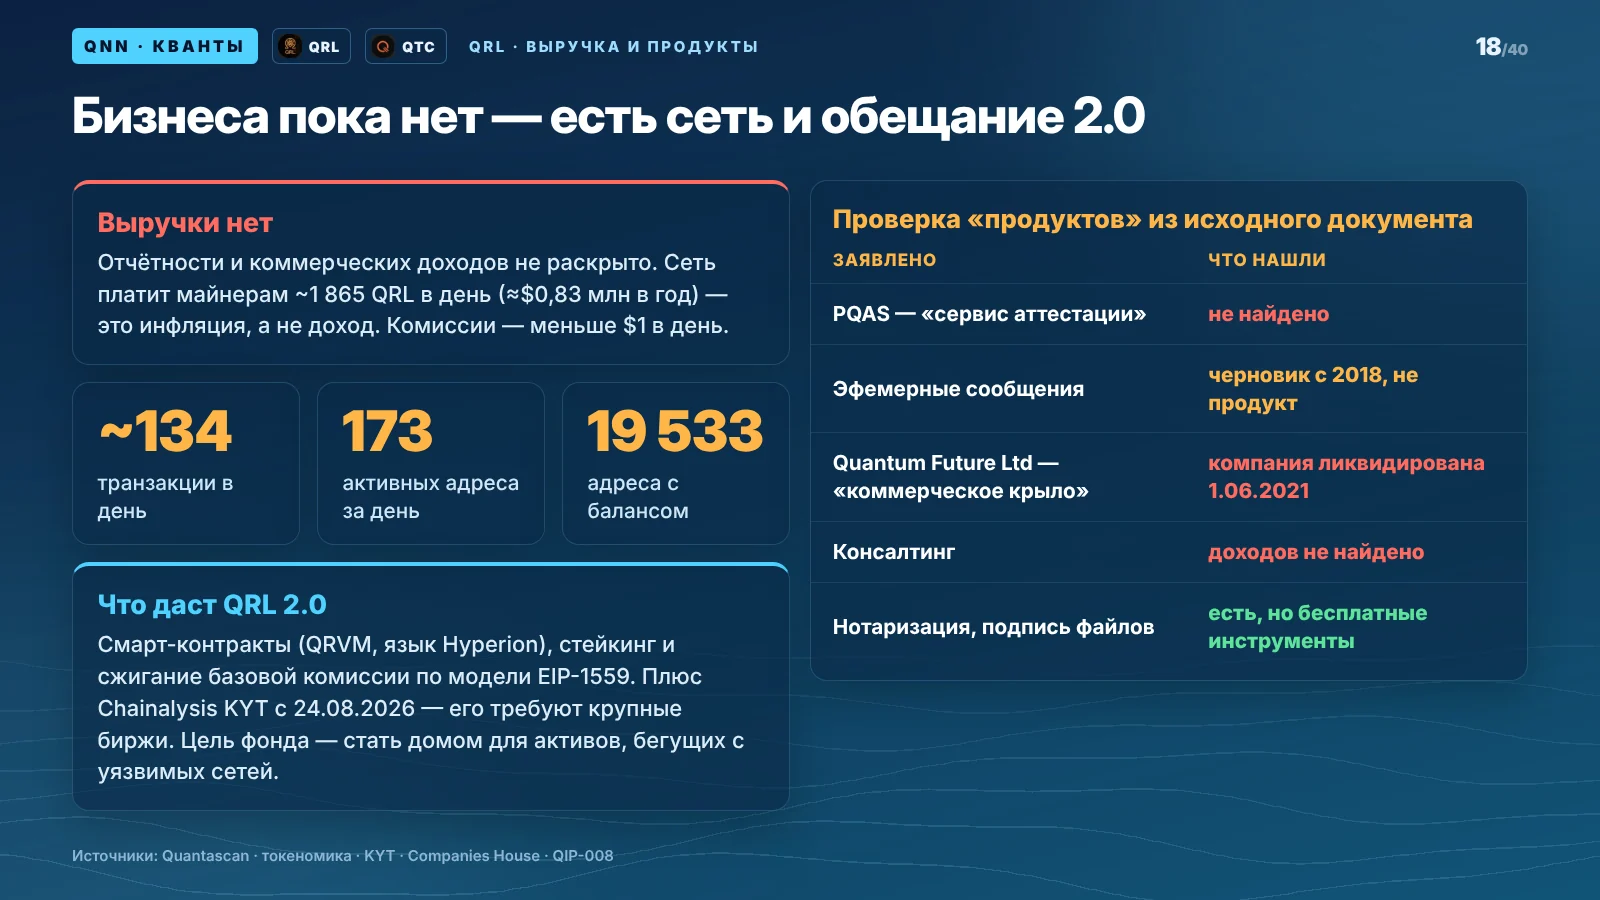 QNN · КВАНТЫ
QRL
QTC
QRL · ВЫРУЧКА И ПРОДУКТЫ
18/40
Бизнеса пока нет — есть сеть и обещание 2.0
Выручки нет
Отчётности и коммерческих доходов не раскрыто. Сеть
платит майнерам ~1 865 QRL в день (≈$0,83 млн в год) —
это инфляция, а не доход. Комиссии — меньше $1 в день.
~134
транзакции в
день
173
активных адреса
за день
19 533
адреса с
балансом
Что даст QRL 2.0
Смарт-контракты (QRVM, язык Hyperion), стейкинг и
сжигание базовой комиссии по модели EIP-1559. Плюс
Chainalysis KYT с 24.08.2026 — его требуют крупные
биржи. Цель фонда — стать домом для активов, бегущих с
уязвимых сетей.
Проверка «продуктов» из исходного документа
ЗАЯВЛЕНО
ЧТО НАШЛИ
PQAS — «сервис аттестации»
не найдено
Эфемерные сообщения
черновик с 2018, не
продукт
Quantum Future Ltd —
«коммерческое крыло»
компания ликвидирована
1.06.2021
Консалтинг
доходов не найдено
Нотаризация, подпись файлов
есть, но бесплатные
инструменты
Источники: Quantascan · токеномика · KYT · Companies House · QIP-008